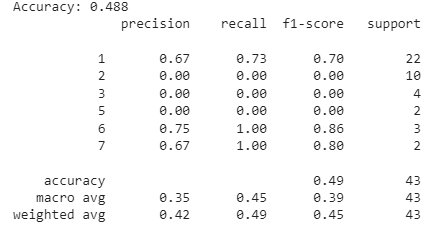 Accuracy: 0.488
precision recall f1-score support
1 0.67 0.73 0.70 22
2 0.00 0.00 0.00 10
3 0.00 0.00 0.00 4
5 0.00 0.00 0.00 2
6 0.75 1.00 0.86 3
7 0.67 1.00 0.80 2
accuracy 0.49 43
macro avg 0.35 0.45 0.39 43
weighted avg 0.42 0.49 0.45 43